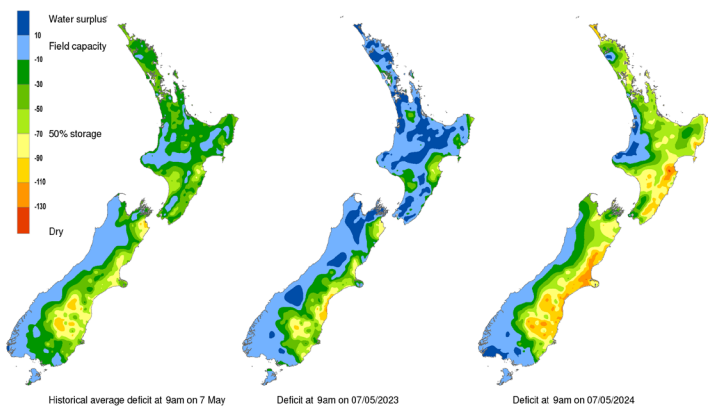 Water surplus
10
Field capacity
-10
-30
-50
50% storage
-70
-90
-110
-130
Dry
Historical average deficit at 9am on 7 May
Deficit at 9am on 07/05/2023
Deficit at 9am on 07/05/2024